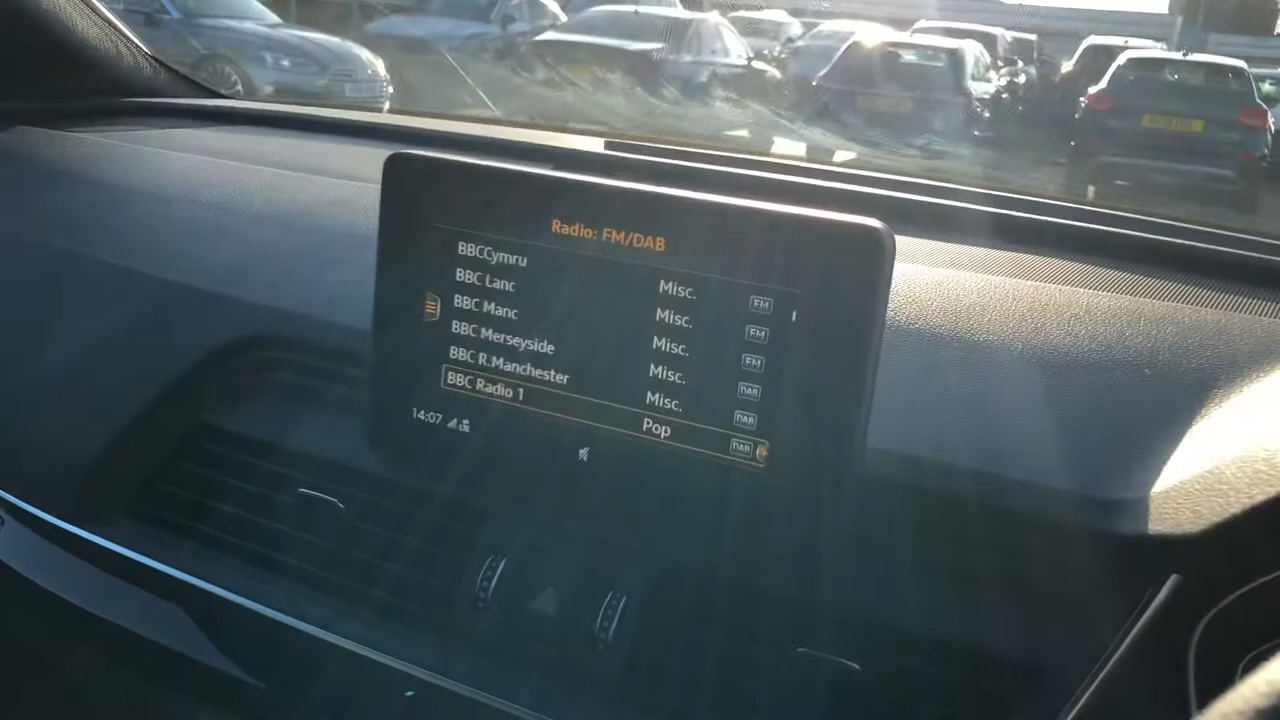 Radio: FM/DAB
BBCCymru Misc. FM
BBC Lanc Misc. FM
BBC Manc Misc. FM
BBC Merseyside Misc. DAB
BBC R.Manchester Misc. DAB
BBC Radio 1 Pop DAB
14:07 LTE